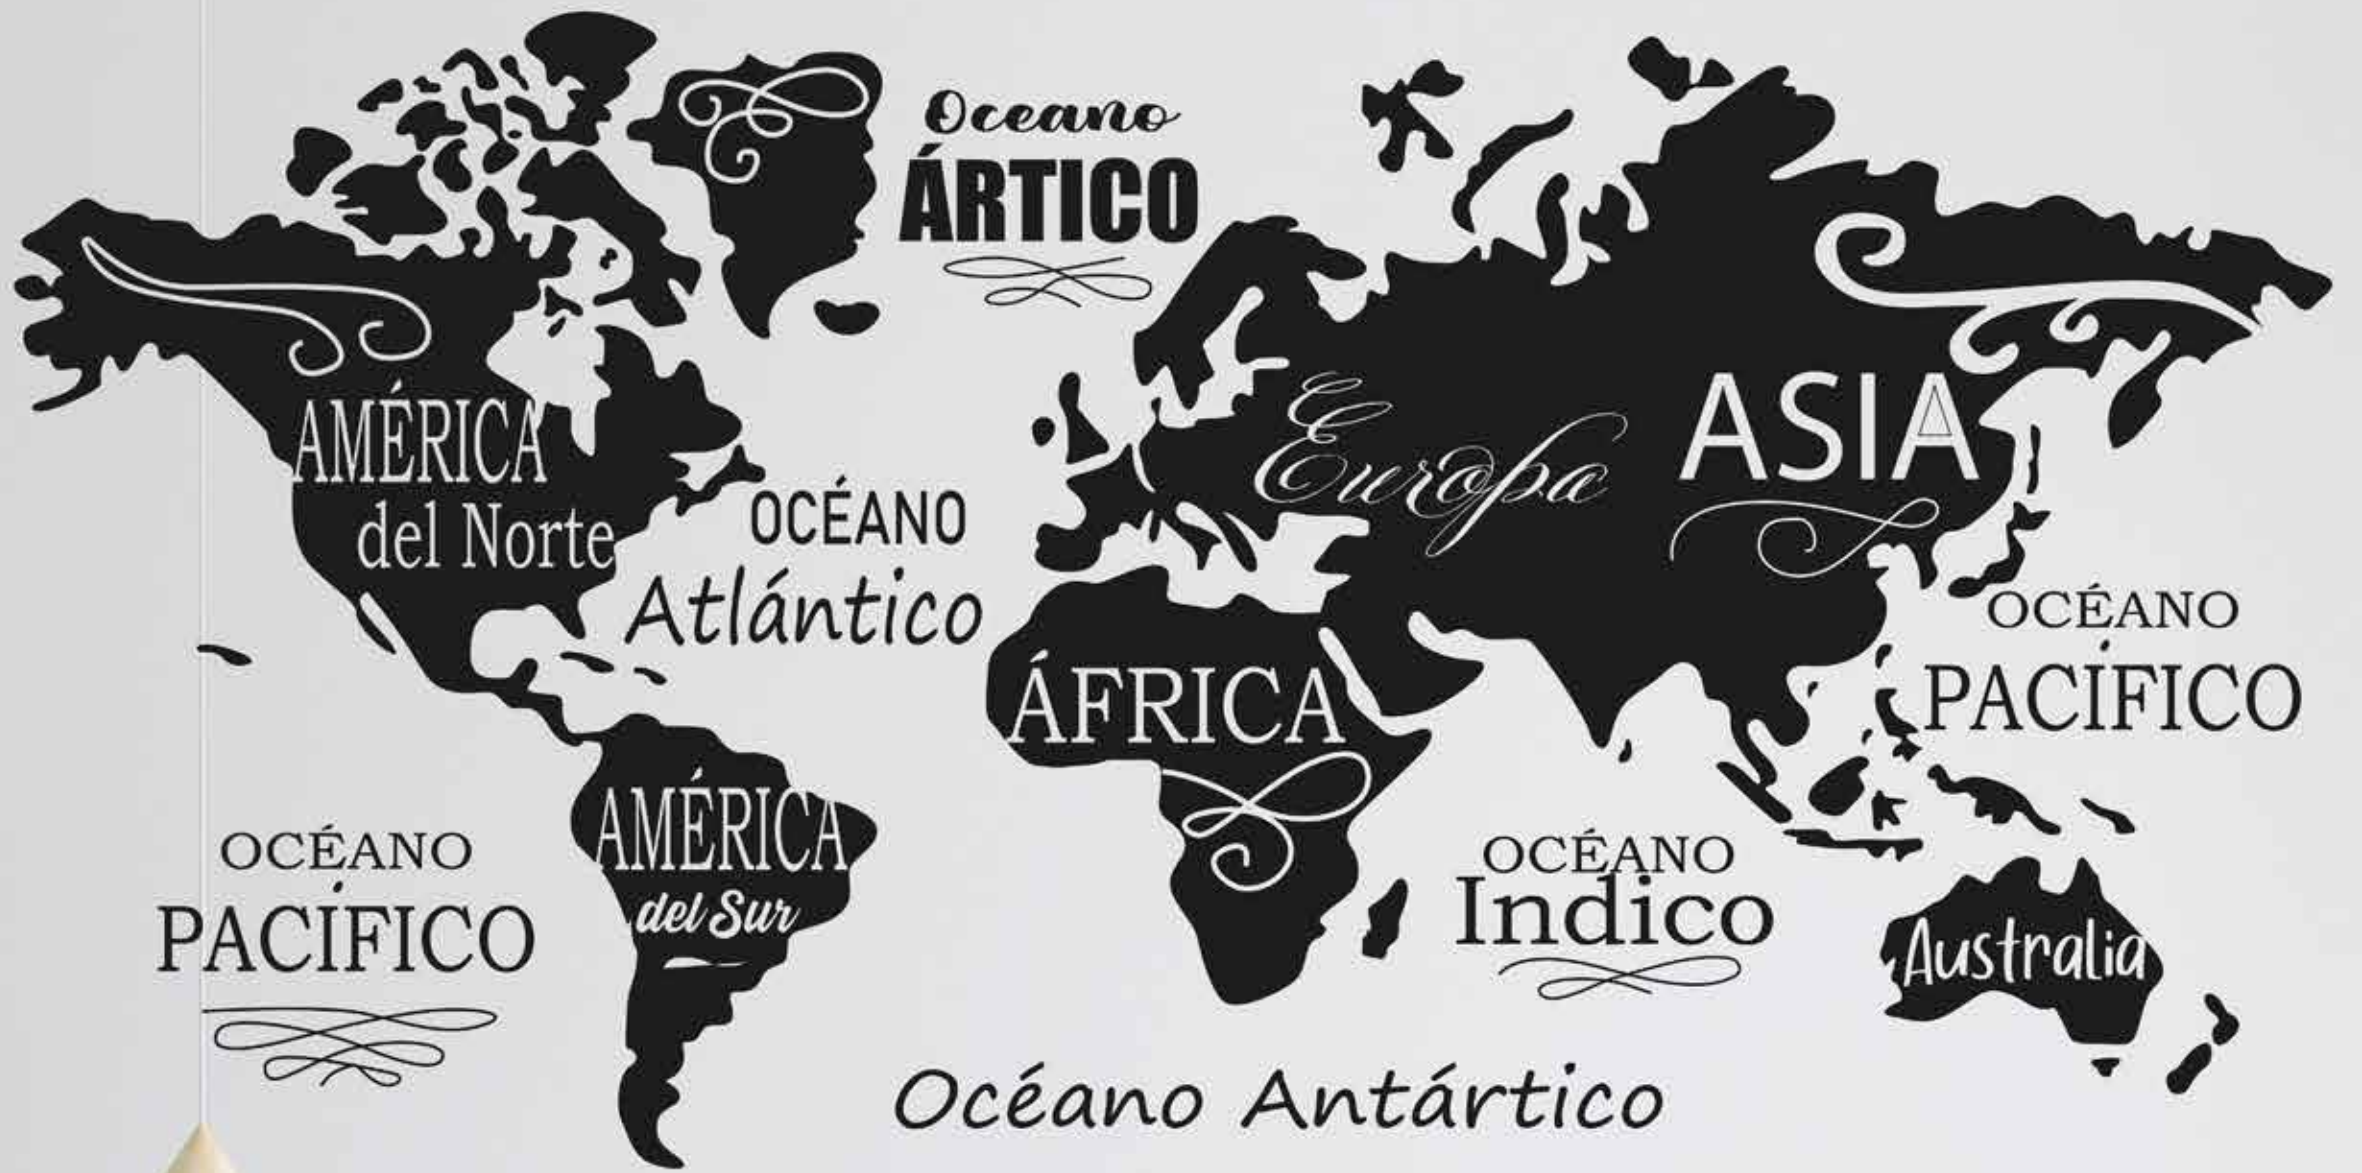 Oceano
ÁRTICO
AMÉRICA
del Norte
OCÉANO
Atlántico
Europa
ASIA
OCÉANO
PACÍFICO
ÁFRICA
AMÉRICA
del Sur
OCÉANO
PACÍFICO
OCÉANO
Indico
Australia
Océano Antártico